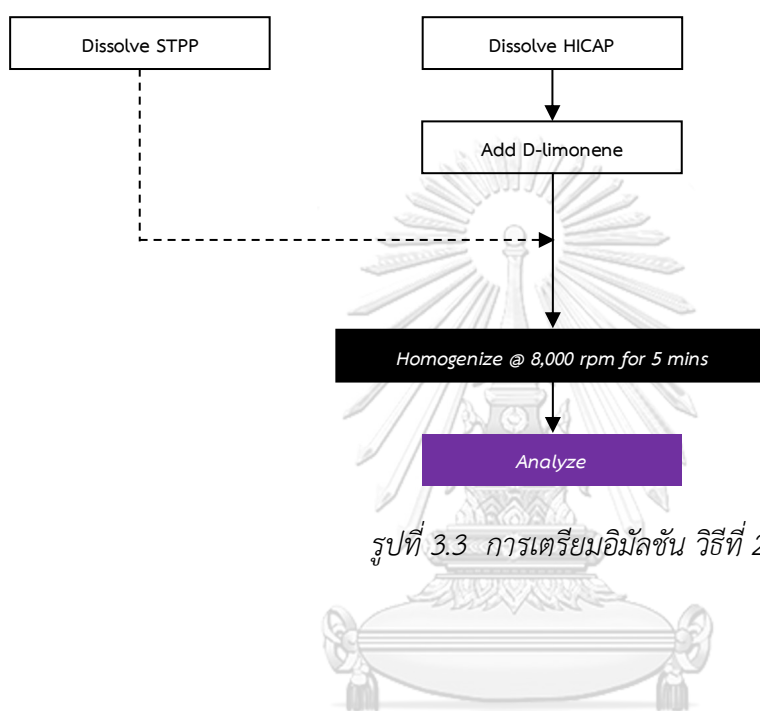 Dissolve STPP
Dissolve HICAP
Add D-limonene
Homogenize @ 8,000 rpm for 5 mins
Analyze
รูปที่ 3.3 การเตรียมอิมัลชัน วิธีที่ 2